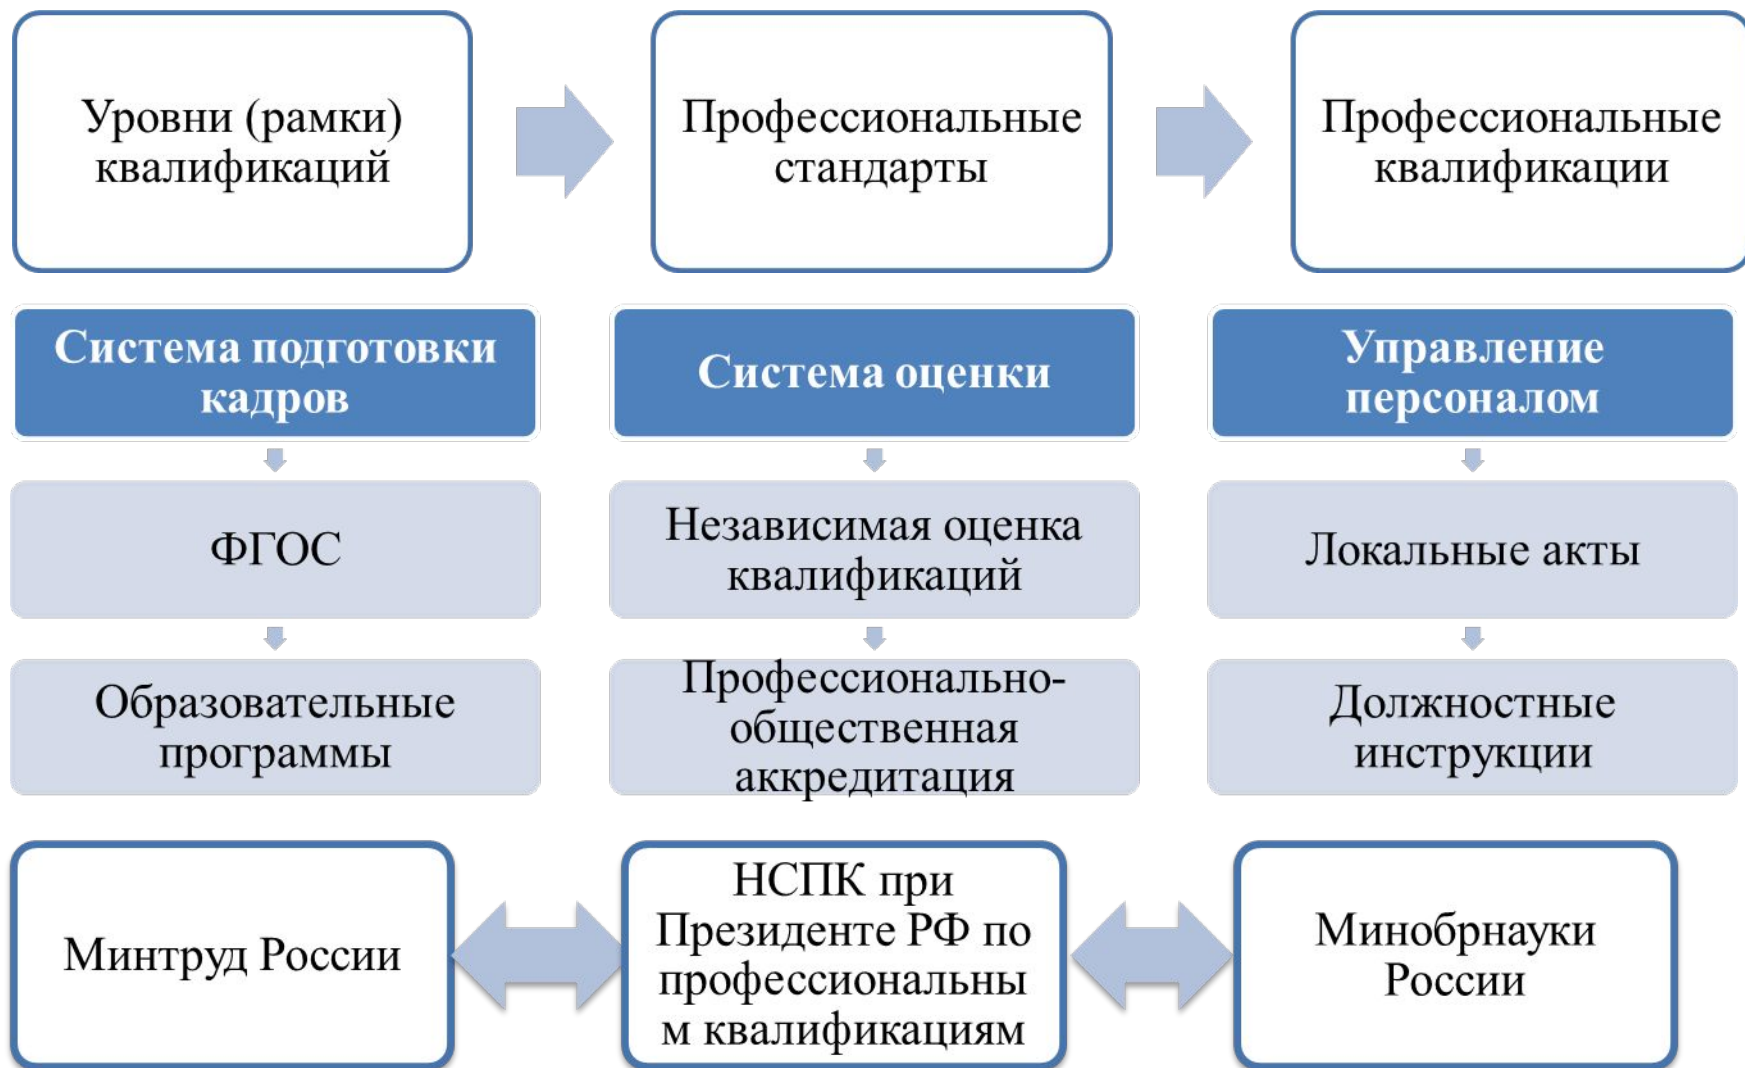 Уровни (рамки)
квалификаций
Профессиональные
стандарты
Профессиональные
квалификации
Система подготовки
кадров
Система оценки
Управление
персоналом
ФГОС
Независимая оценка
квалификаций
Локальные акты
Образовательные
программы
Профессионально-
общественная
аккредитация
Должностные
инструкции
Минтруд России
НСПК при
Президенте РФ по
профессиональны
м квалификациям
Минобрнауки
России